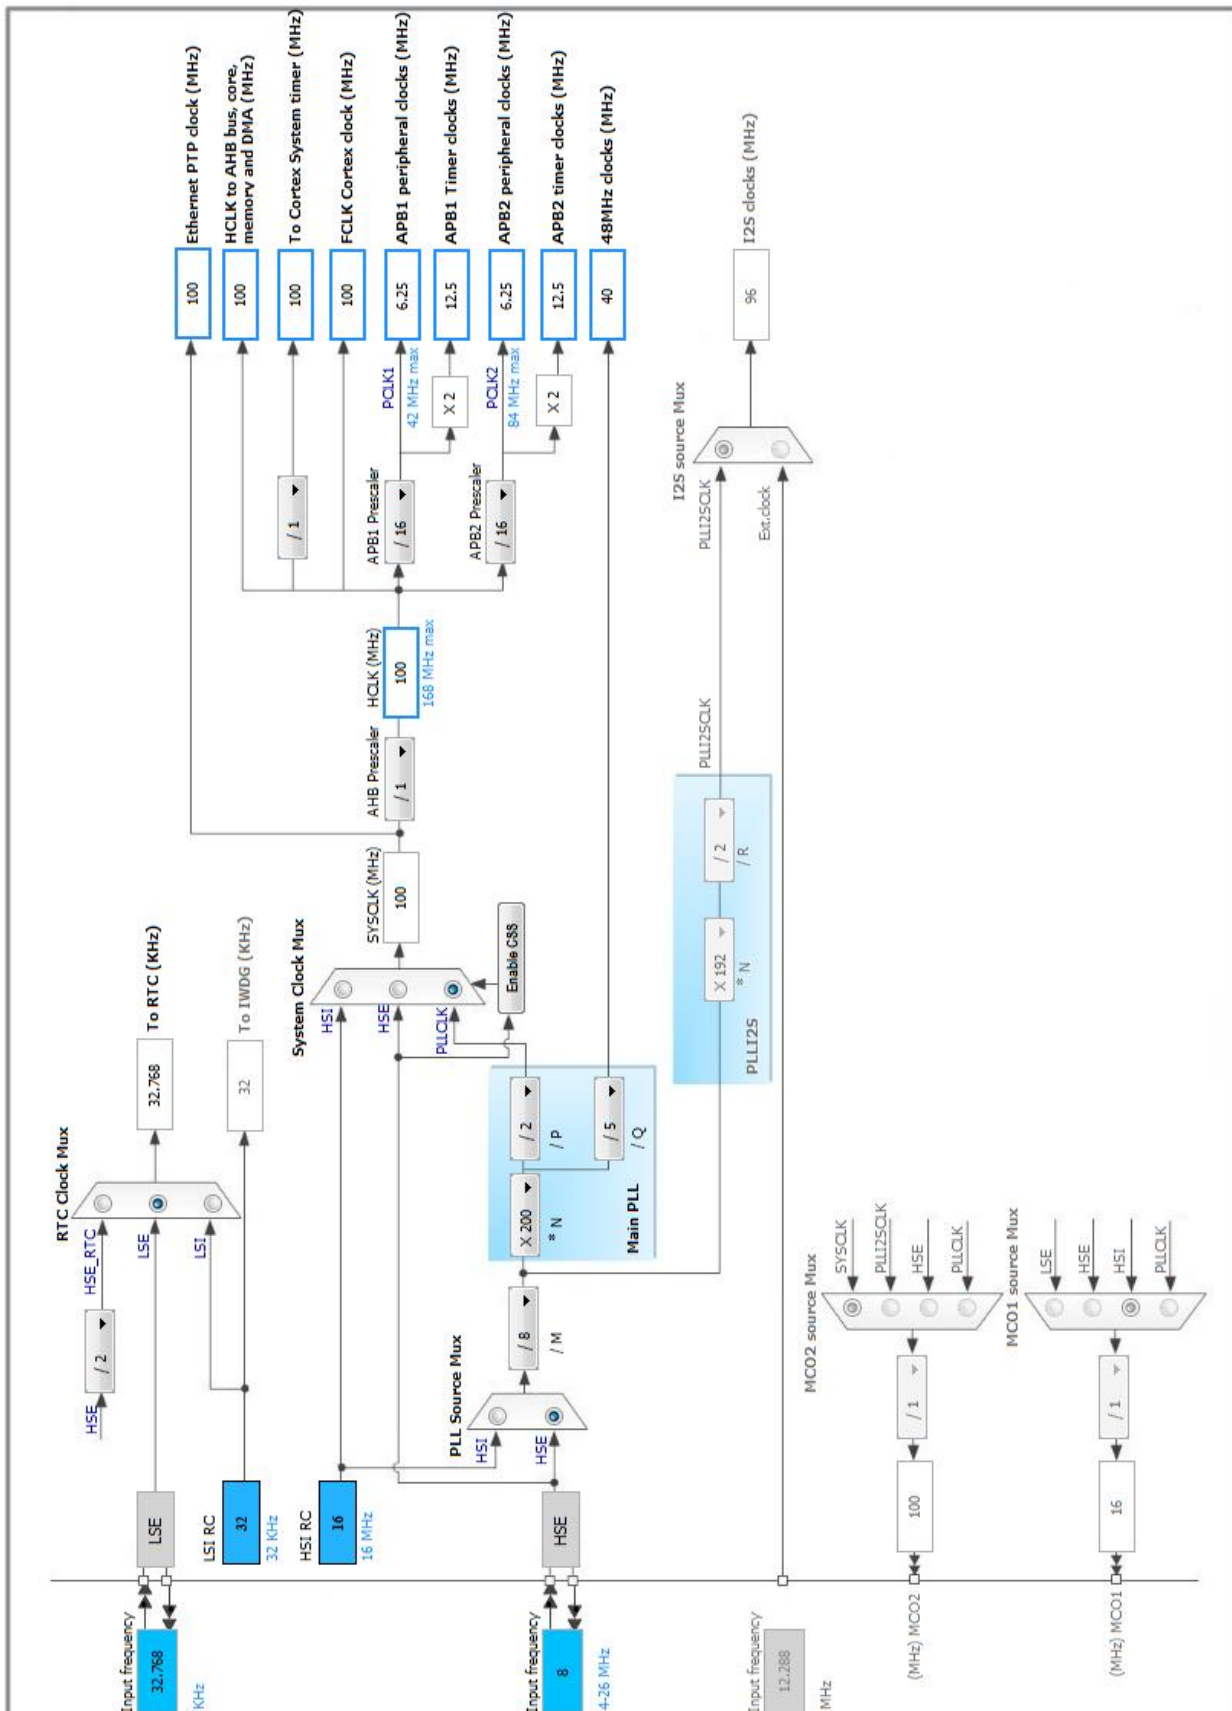 Input frequency
32.768
KHz
LSE
HSE
/ 2
HSE_RTC
LSE
LSI
RTC Clock Mux
32.768
To RTC (KHz)
LSI RC
32
32 KHz
32
To IWDG (KHz)
HSI RC
16
16 MHz
Input frequency
8
4-26 MHz
HSE
PLL Source Mux
HSI
HSE
/ 8
/ M
X 200
* N
/ 2
/ P
/ 5
/ Q
Main PLL
System Clock Mux
HSI
HSE
PLLCLK
Enable CSS
SYSCLK (MHz)
100
AHB Prescaler
/ 1
HCLK (MHz)
100
168 MHz max
/ 1
APB1 Prescaler
/ 16
PCLK1
42 MHz max
X 2
APB2 Prescaler
/ 16
PCLK2
84 MHz max
X 2
100
Ethernet PTP clock (MHz)
100
HCLK to AHB bus, core,
memory and DMA (MHz)
100
To Cortex System timer (MHz)
100
FCLK Cortex clock (MHz)
6.25
APB1 peripheral clocks (MHz)
12.5
APB1 Timer clocks (MHz)
6.25
APB2 peripheral clocks (MHz)
12.5
APB2 timer clocks (MHz)
40
48MHz clocks (MHz)
X 192
* N
/ 2
/ R
PLLI2S
PLLI2SCLK
PLLI2SCLK
Ext.clock
I2S source Mux
96
I2S clocks (MHz)
Input frequency
12.288
MHz
(MHz) MCO2
100
/ 1
MCO2 source Mux
SYSCLK
PLLI2SCLK
HSE
PLLCLK
(MHz) MCO1
16
/ 1
MCO1 source Mux
LSE
HSE
HSI
PLLCLK